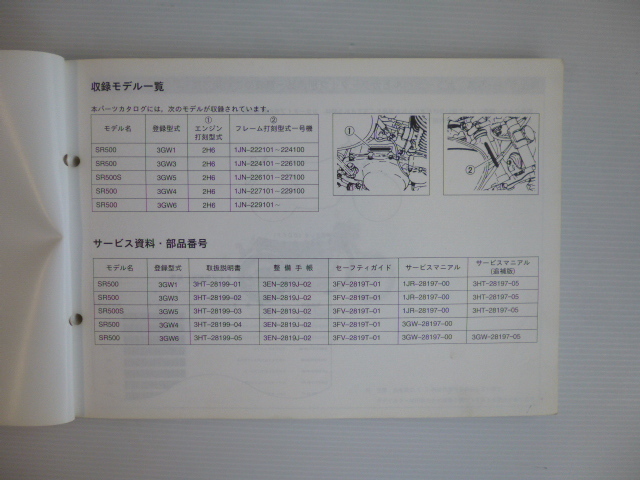 収録モデル一覧
本パーツカタログには、次のモデルが収録されています。
モデル名 登録型式 ① エンジン打刻型式 ② フレーム打刻型式ー号機
SR500 3GW1 2H6 1JN-222101~224100
SR500 3GW3 2H6 1JN-224101~226100
SR500S 3GW5 2H6 1JN-226101~227100
SR500 3GW4 2H6 1JN-227101~229100
SR500 3GW6 2H6 1JN-229101~
①
②
サービス資料・部品番号
モデル名 登録型式 取扱説明書 整備手帳 セーフティガイド サービスマニアル サービスマニアル(追補版)
SR500 3GW1 3HT-28199-01 3EN-2819J-02 3FV-2819T-01 1JR-28197-00 3HT-28197-05
SR500 3GW3 3HT-28199-02 3EN-2819J-02 3FV-2819T-01 1JR-28197-00 3HT-28197-05
SR500S 3GW5 3HT-28199-03 3EN-2819J-02 3FV-2819T-01 1JR-28197-00 3HT-28197-05
SR500 3GW4 3HT-28199-04 3EN-2819J-02 3FV-2819T-01 3GW-28197-00
SR500 3GW6 3HT-28199-05 3EN-2819J-02 3FV-2819T-01 3GW-28197-00 3GW-28197-05